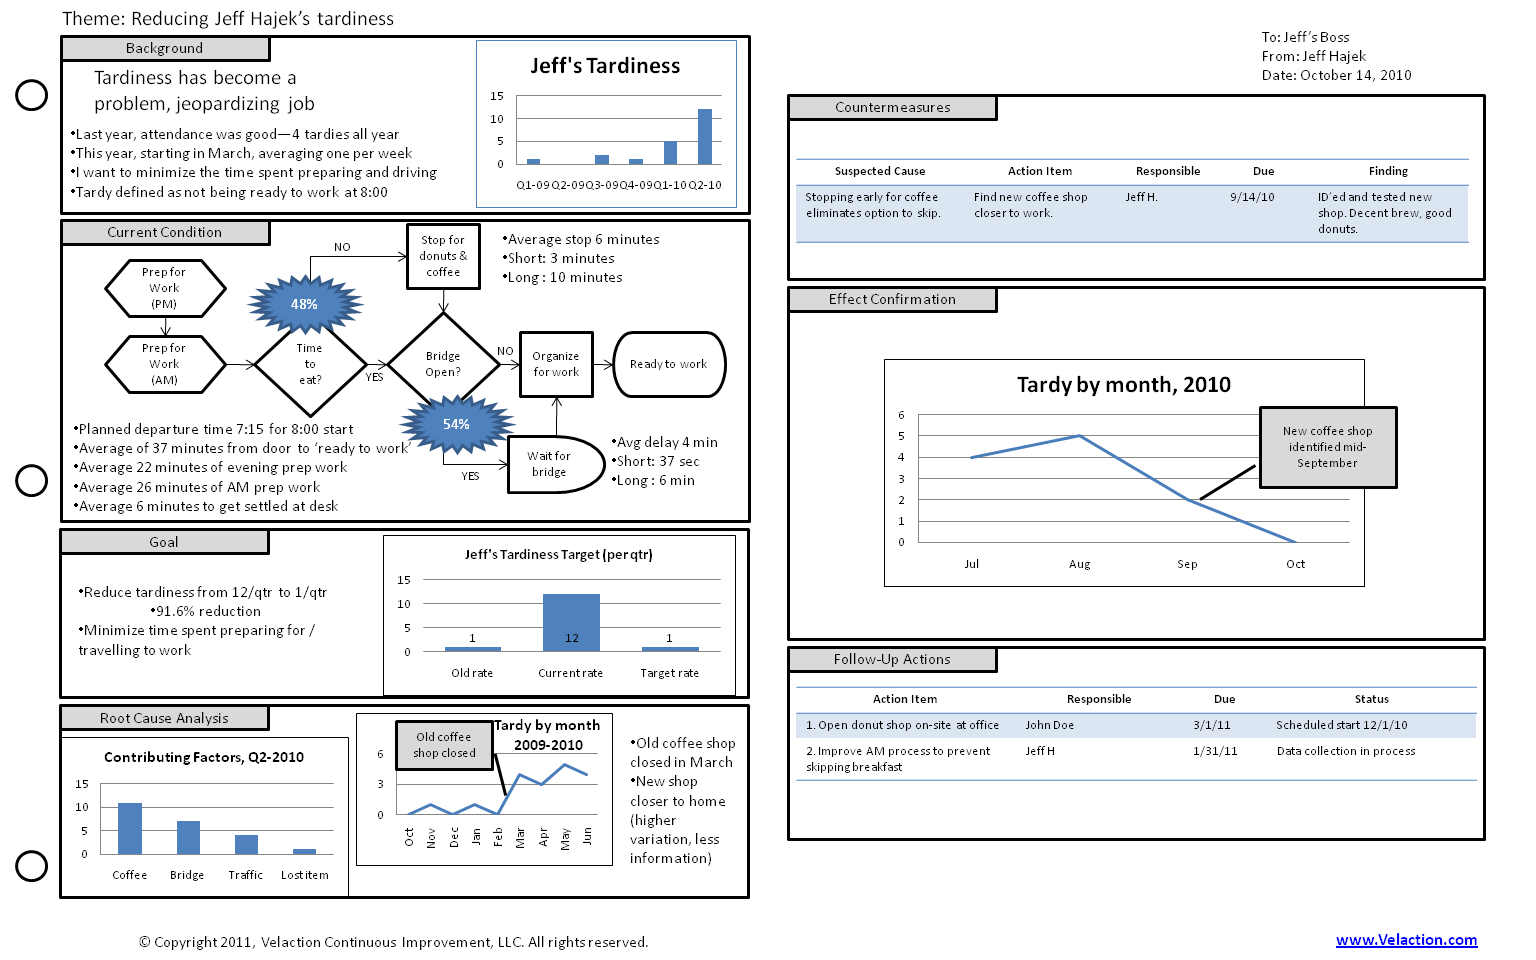 Theme: Reducing Jeff Hajek's tardiness
To: Jeff's Boss
From: Jeff Hajek
Date: October 14, 2010
Background
Tardiness has become a
problem, jeopardizing job
•Last year, attendance was good—4 tardies all year
•This year, starting in March, averaging one per week
•I want to minimize the time spent preparing and driving
•Tardy defined as not being ready to work at 8:00
Jeff's Tardiness
15
10
5
0
Q1-09 Q2-09 Q3-09 Q4-09 Q1-10 Q2-10
Current Condition
Prep for
Work
(PM)
Prep for
Work
(AM)
48%
Time
to
eat?
NO
YES
Stop for
donuts &
coffee
•Average stop 6 minutes
•Short: 3 minutes
•Long : 10 minutes
Bridge
Open?
NO
54%
YES
Organize
for work
Ready to work
Wait for
bridge
•Avg delay 4 min
•Short: 37 sec
•Long : 6 min
•Planned departure time 7:15 for 8:00 start
•Average of 37 minutes from door to 'ready to work'
•Average 22 minutes of evening prep work
•Average 26 minutes of AM prep work
•Average 6 minutes to get settled at desk
Goal
•Reduce tardiness from 12/qtr to 1/qtr
•91.6% reduction
•Minimize time spent preparing for /
travelling to work
Jeff's Tardiness Target (per qtr)
15
10
5
0
1
12
1
Old rate
Current rate
Target rate
Root Cause Analysis
Contributing Factors, Q2-2010
15
10
5
0
Coffee
Bridge
Traffic
Lost item
Old coffee
shop closed
Tardy by month
2009-2010
6
3
0
Oct
Nov
Dec
Jan
Feb
Mar
Apr
May
Jun
•Old coffee shop
closed in March
•New shop
closer to home
(higher
variation, less
information)
Countermeasures
Suspected Cause Action Item Responsible Due Finding
Stopping early for coffee
eliminates option to skip.
Find new coffee shop
closer to work.
Jeff H.
9/14/10
ID'ed and tested new
shop. Decent brew, good
donuts.
Effect Confirmation
Tardy by month, 2010
6
5
4
3
2
1
0
Jul
Aug
Sep
Oct
New coffee shop
identified mid-
September
Follow-Up Actions
Action Item Responsible Due Status
1. Open donut shop on-site at office John Doe 3/1/11 Scheduled start 12/1/10
2. Improve AM process to prevent
skipping breakfast
Jeff H
1/31/11
Data collection in process
© Copyright 2011, Velaction Continuous Improvement, LLC. All rights reserved.
www.Velaction.com